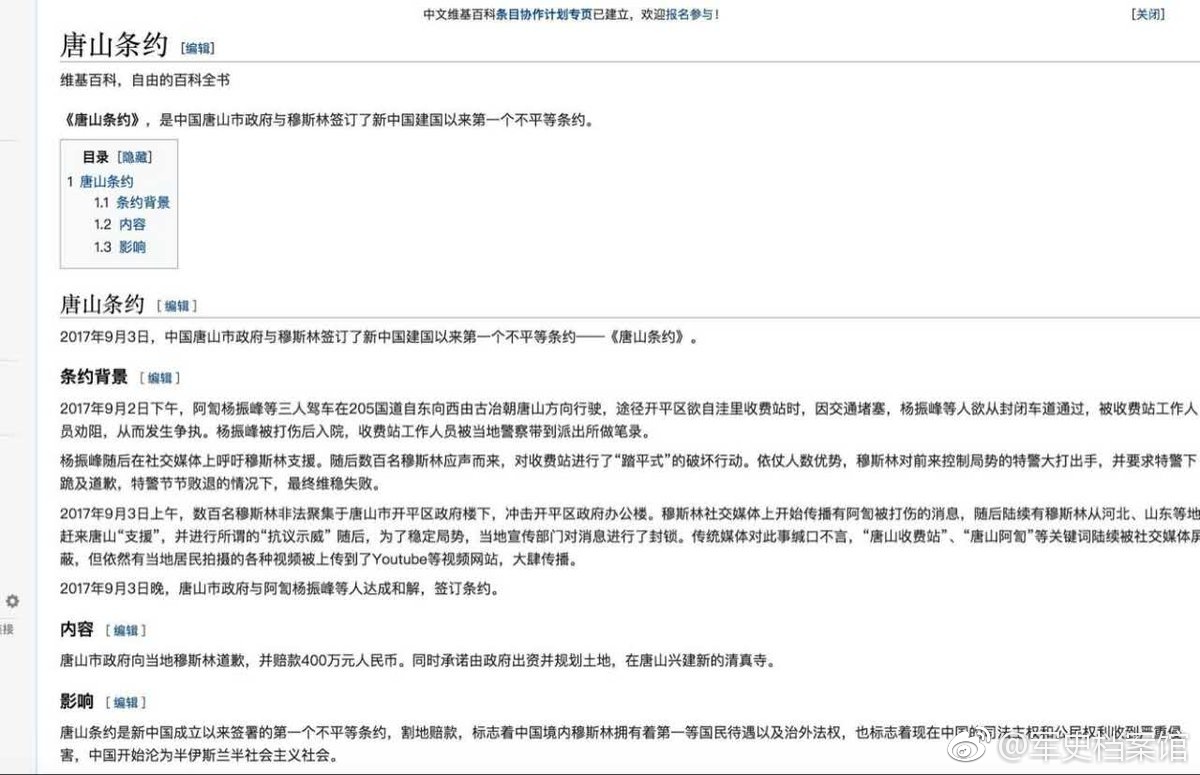 中文维基百科条目协作计划专页已建立，欢迎报名参与！ [关闭]
唐山条约 [编辑]
维基百科，自由的百科全书
《唐山条约》，是中国唐山市政府与穆斯林签订了新中国建国以来第一个不平等条约。
目录 [隐藏]
1 唐山条约
1.1 条约背景
1.2 内容
1.3 影响
唐山条约 [编辑]
2017年9月3日，中国唐山市政府与穆斯林签订了新中国建国以来第一个不平等条约——《唐山条约》。
条约背景 [编辑]
2017年9月2日下午，阿訇杨振峰等三人驾车在205国道自东向西由古冶朝唐山方向行驶，途径开平区欲自洼里收费站时，因交通堵塞，杨振峰等人欲从封闭车道通过，被收费站工作人
员劝阻，从而发生争执。杨振峰被打伤后入院，收费站工作人员被当地警察带到派出所做笔录。
杨振峰随后在社交媒体上呼吁穆斯林支援。随后数百名穆斯林应声而来，对收费站进行了“踏平式”的破坏行动。依仗人数优势，穆斯林对前来控制局势的特警大打出手，并要求特警下
跪及道歉，特警节节败退的情况下，最终维稳失败。
2017年9月3日上午，数百名穆斯林非法聚集于唐山市开平区政府楼下，冲击开平区政府办公楼。穆斯林社交媒体上开始传播有阿訇被打伤的消息，随后陆续有穆斯林从河北、山东等地
赶来唐山“支援”，并进行所谓的“抗议示威” 随后，为了稳定局势，当地宣传部门对消息进行了封锁。传统媒体对此事缄口不言，“唐山收费站”、“唐山阿訇”等关键词陆续被社交媒体屏
蔽，但依然有当地居民拍摄的各种视频被上传到了Youtube等视频网站，大肆传播。
2017年9月3日晚，唐山市政府与阿訇杨振峰等人达成和解，签订条约。
接
内容 [编辑]
唐山市政府向当地穆斯林道歉，并赔款400万元人民币。同时承诺由政府出资并规划土地，在唐山兴建新的清真寺。
影响 [编辑]
唐山条约是新中国成立以来签署的第一个不平等条约，割地赔款，标志着中国境内穆斯林拥有着第一等国民待遇以及治外法权，也标志着现在中国的司法主权和公民权利收到严重侵
害，中国开始沦为半伊斯兰半社会主义社会。
@军史档案馆